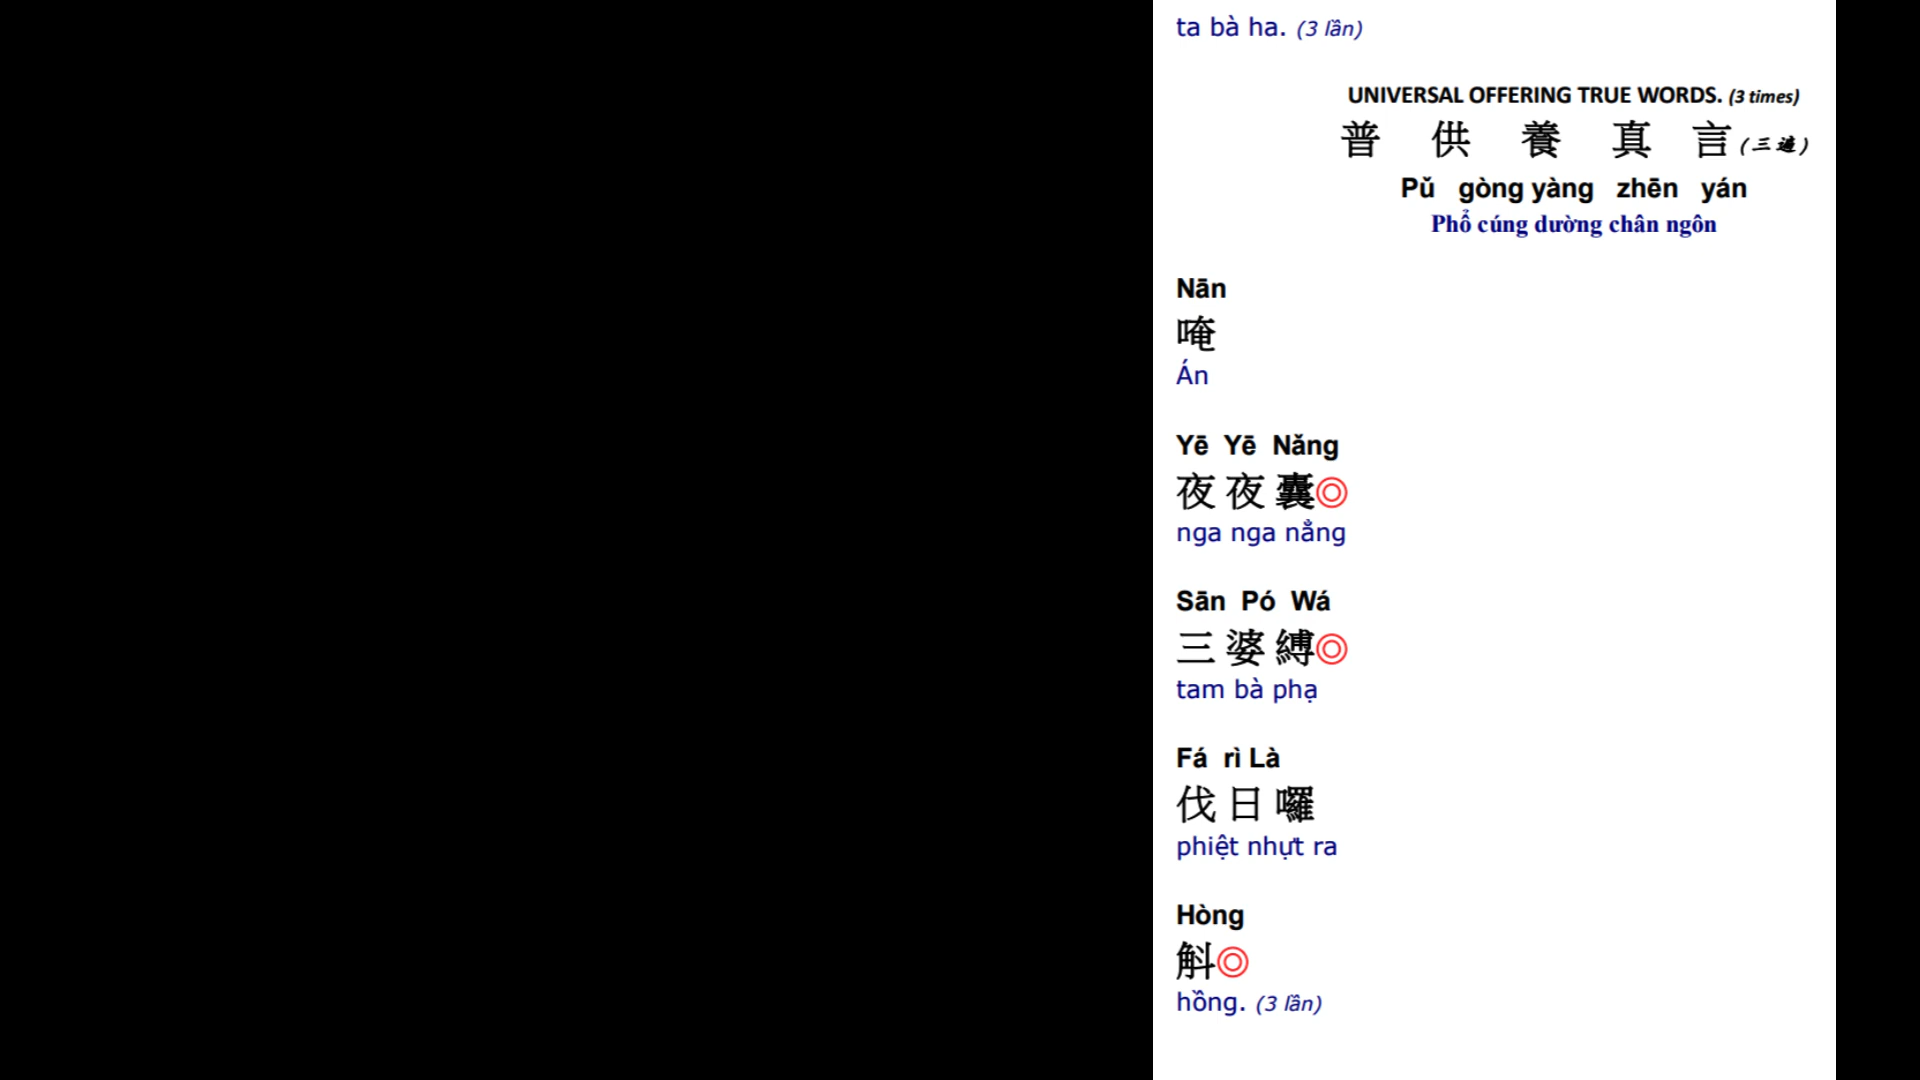 ta bà ha. (3 lần)
UNIVERSAL OFFERING TRUE WORDS. (3 times)
普 供 養 真 言 (三遍)
Pǔ gòng yàng zhēn yán
Phổ cúng dường chân ngôn
Nān
唵
Án
Yē Yē Nǎng
夜 夜 囊◎
nga nga nẳng
Sān Pó Wá
三 婆 縛◎
tam bà phạ
Fá rì Là
伐 日 囉
phiệt nhựt ra
Hòng
斛◎
hồng. (3 lần)